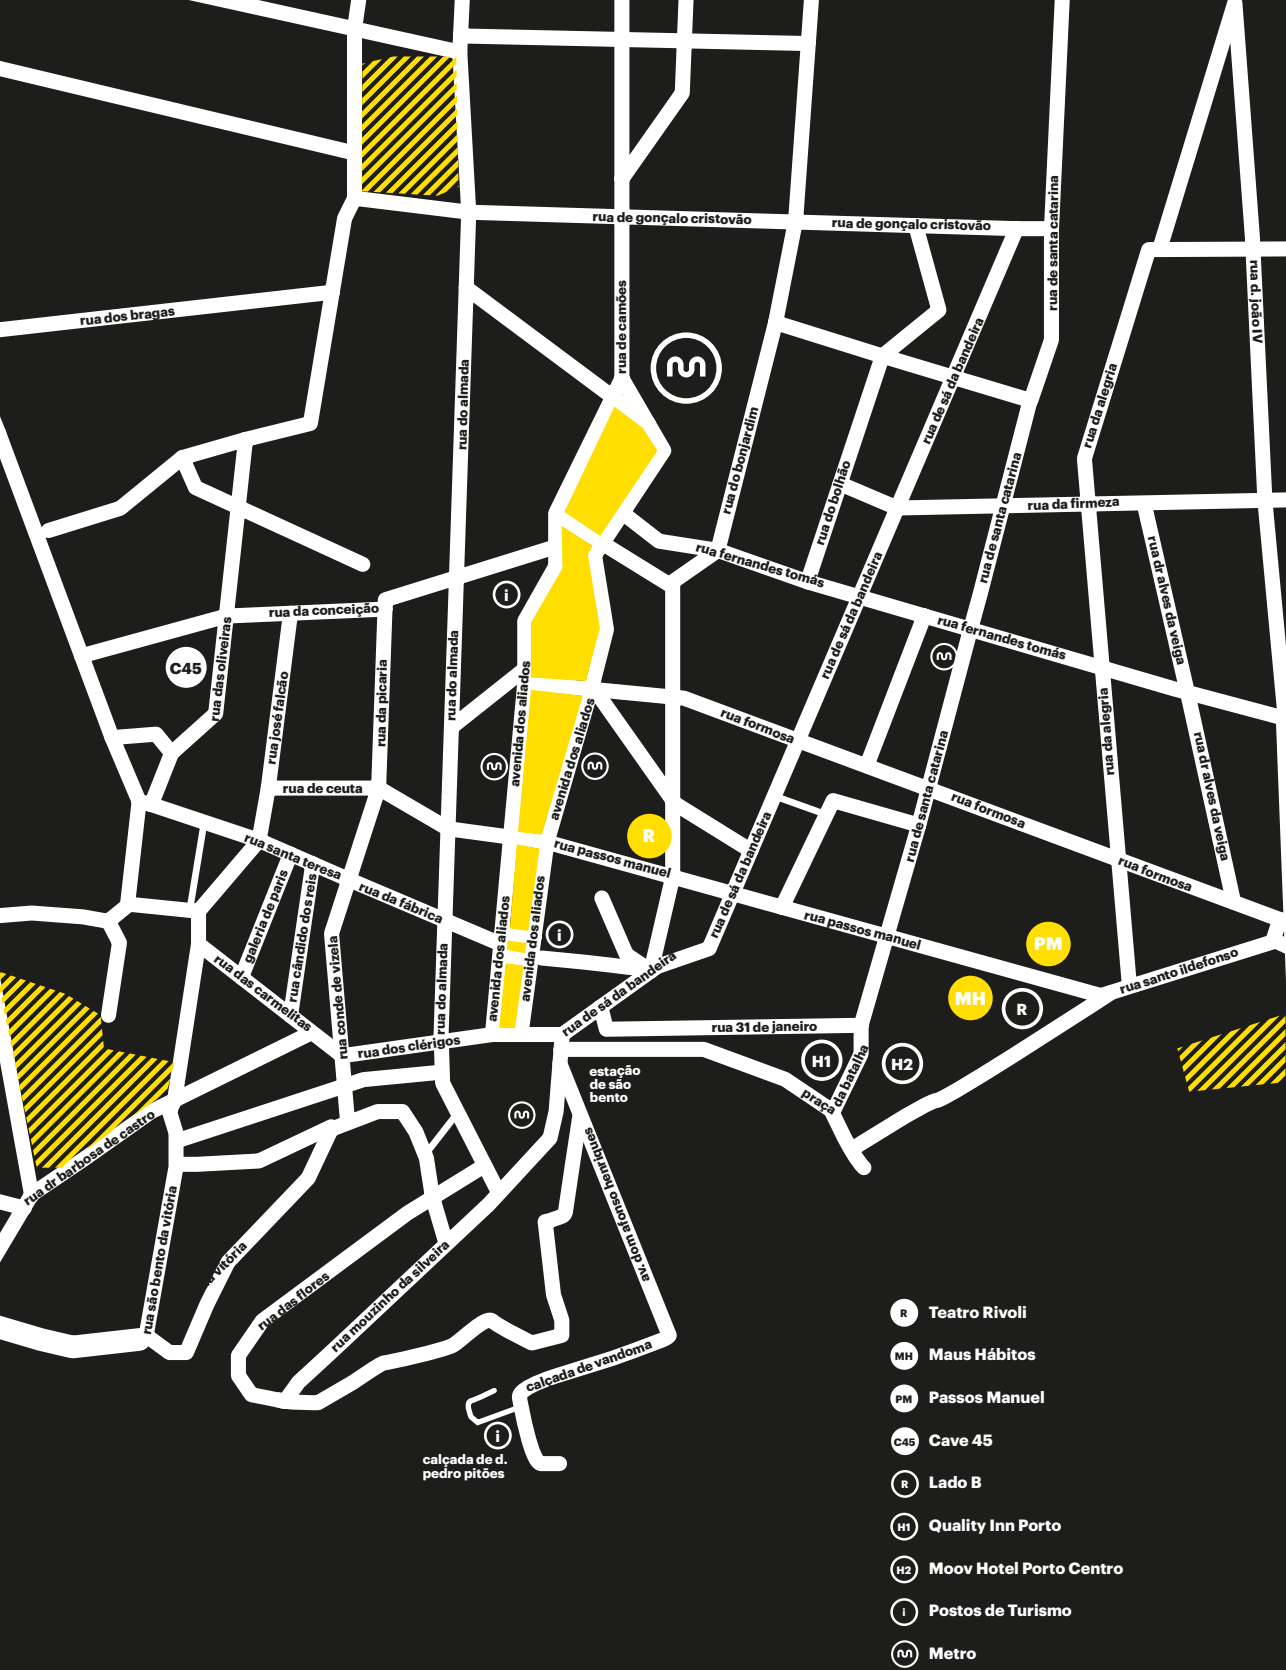 rua de gonçalo cristovão
rua de gonçalo cristovão
rua de santa catarina
rua d. joão IV
rua dos bragas
rua de camões
rua do almada
rua de sá da bandeira
rua da alegria
rua do bonjardim
rua do bolhão
rua de santa catarina
rua da firmeza
rua fernandes tomás
rua dr alves da veiga
i
rua da conceição
rua das oliveiras
C45
rua de sá da bandeira
rua fernandes tomás
rua do almada
rua da picaria
rua josé falcão
avenida dos aliados
avenida dos aliados
rua formosa
rua da alegria
rua de santa catarina
rua dr alves da veiga
rua de ceuta
rua formosa
R
rua santa teresa
rua passos manuel
rua de sá da bandeira
rua formosa
galeria de paris
rua cândido dos reis
rua da fábrica
avenida dos aliados
avenida dos aliados
i
rua passos manuel
PM
rua santo ildefonso
rua das carmelitas
rua conde de vizela
rua do almada
rua de sá da bandeira
MH
R
rua 31 de janeiro
rua dos clérigos
H1
H2
estação
de são
bento
praça
da batalha
rua dr barbosa de castro
av. dom afonso henriques
rua são bento da vitória
vitória
rua das flores
rua mouzinho da silveira
calçada de vandoma
i
calçada de d.
pedro pitões
R Teatro Rivoli
MH Maus Hábitos
PM Passos Manuel
C45 Cave 45
R Lado B
H1 Quality Inn Porto
H2 Moov Hotel Porto Centro
i Postos de Turismo
Metro